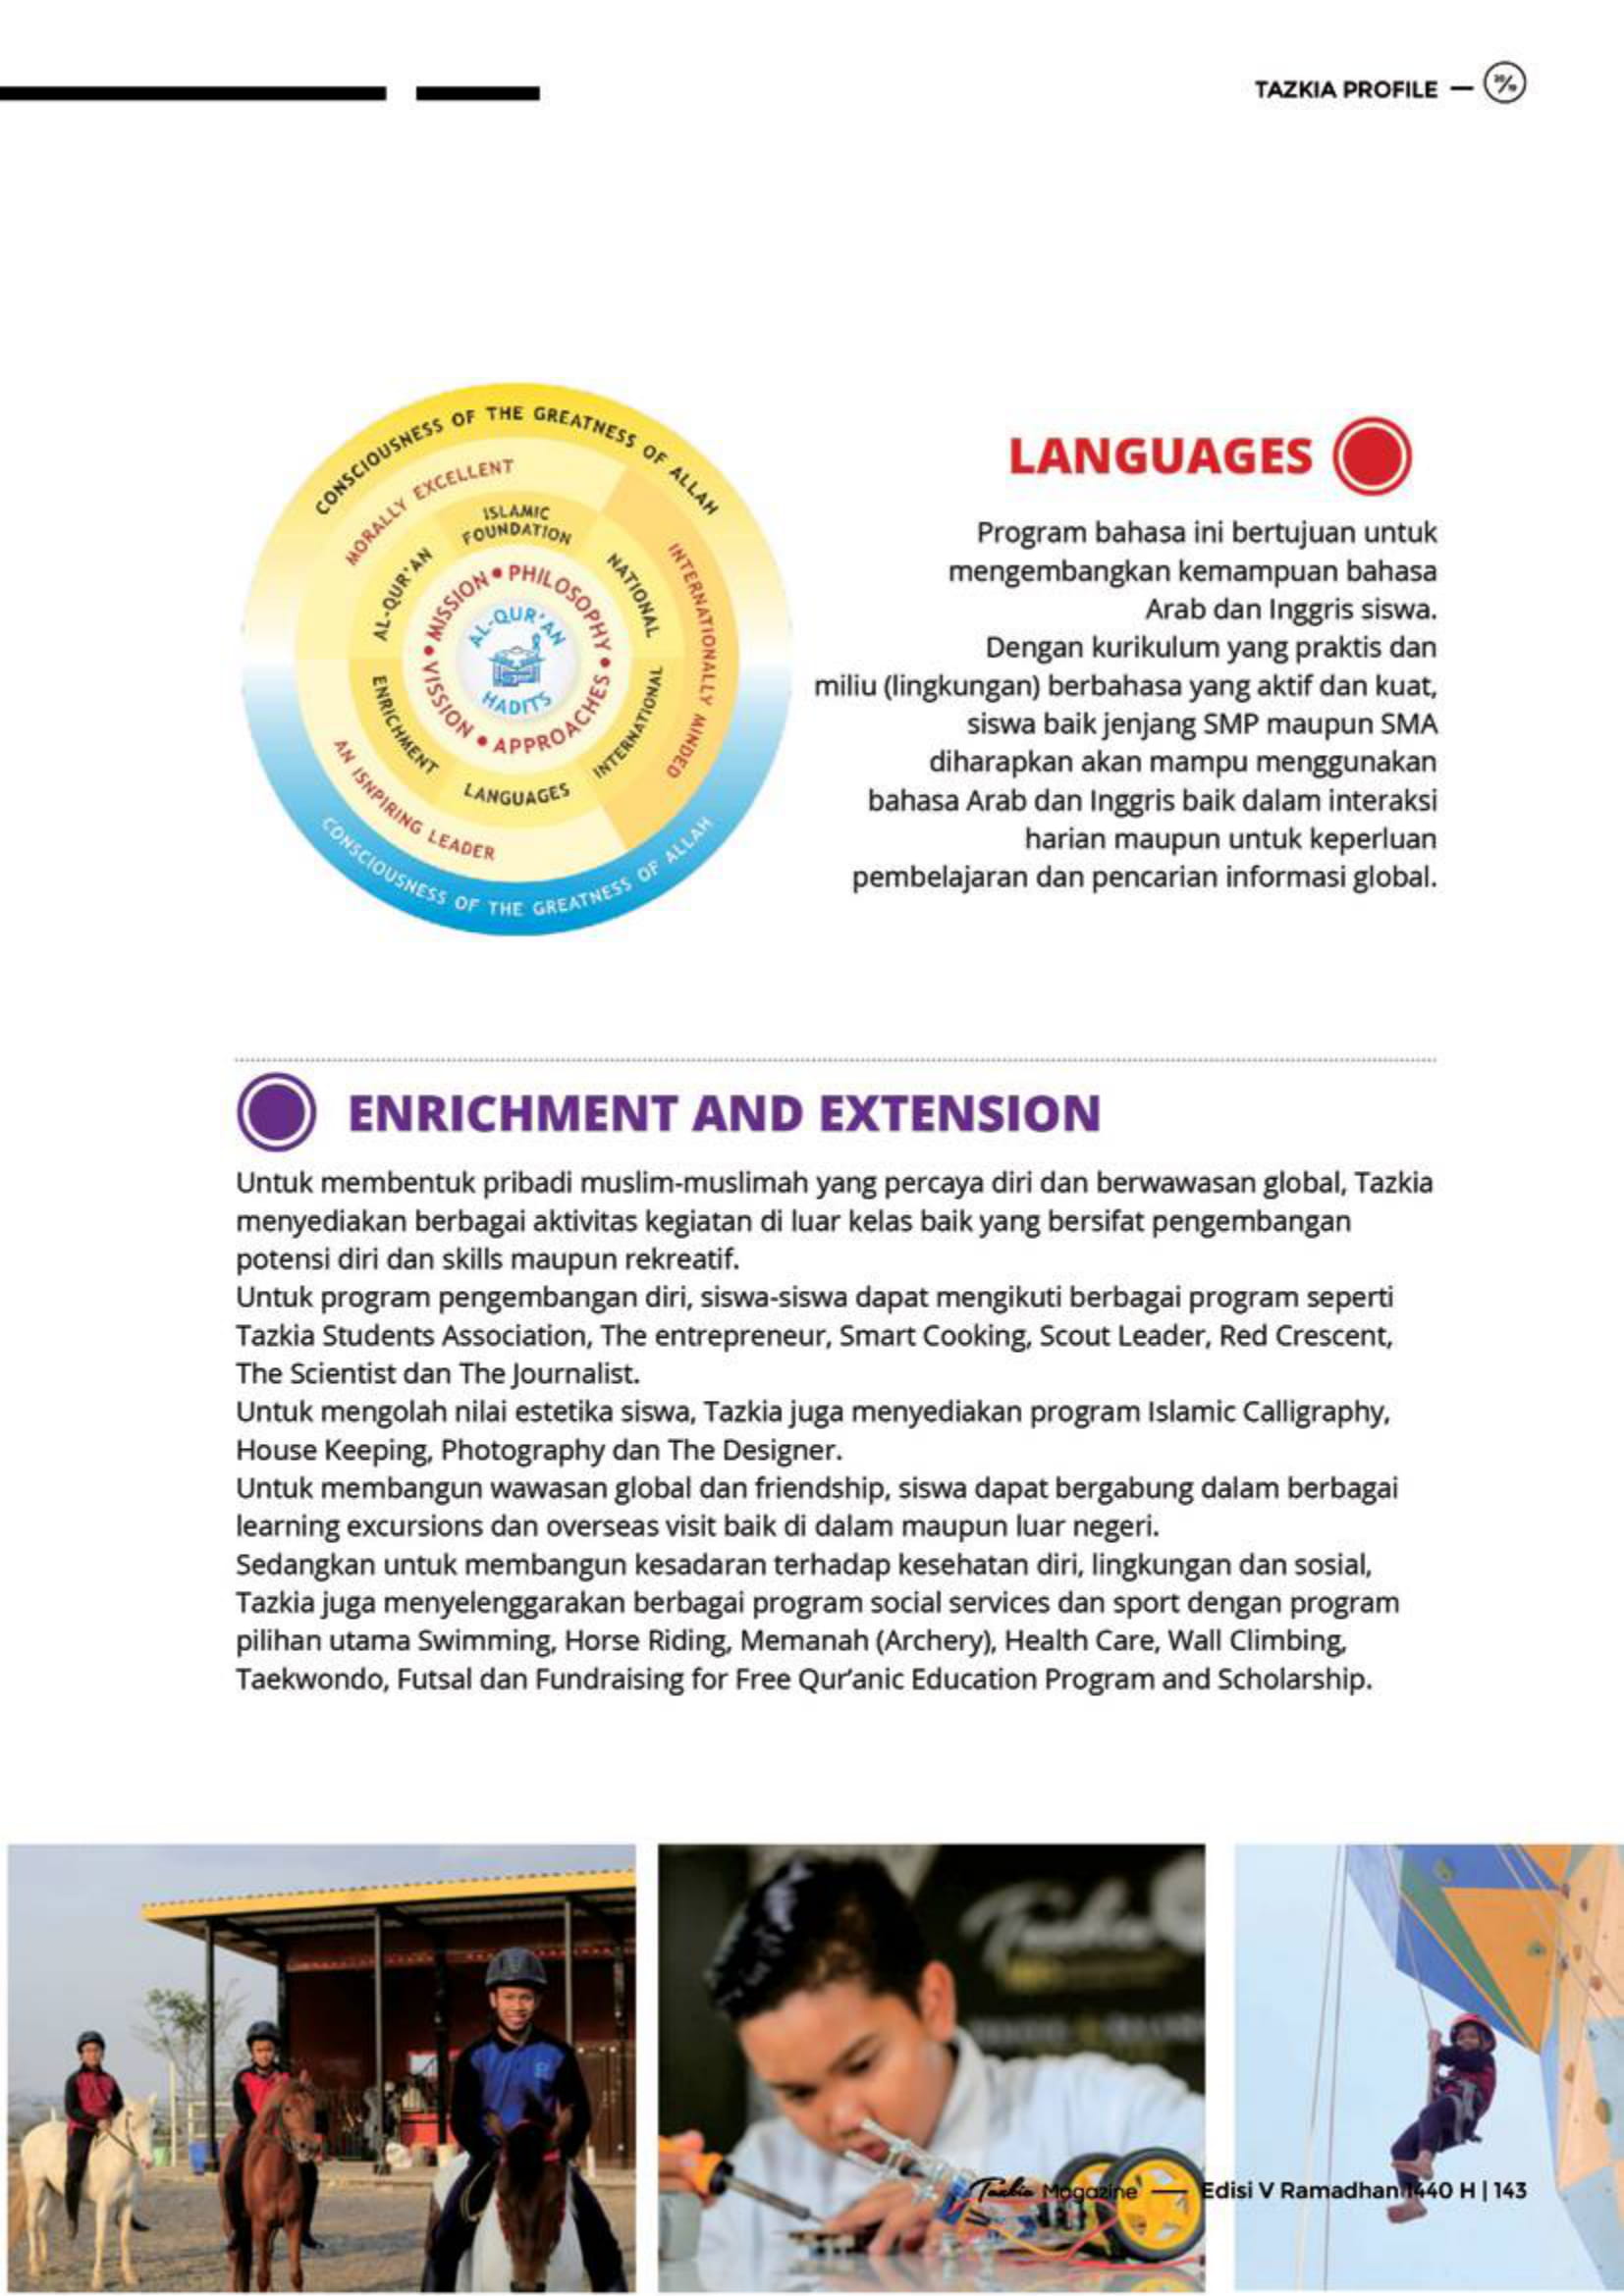 TAZKIA PROFILE
CONSCIOUSNESS OF THE GREATNESS OF ALLAH
MORALLY EXCELLENT
INTERNATIONALLY MINDED
AN ISNPIRING LEADER
ISLAMIC
FOUNDATION
NATIONAL
INTERNATIONAL
LANGUAGES
ENRICHMENT
AL-QUR'AN
MISSION • PHILOSOPHY • APPROACHES • VISSION •
AL-QUR'AN
HADITS
CONSCIOUSNESS OF THE GREATNESS OF ALLAH
LANGUAGES
Program bahasa ini bertujuan untuk
mengembangkan kemampuan bahasa
Arab dan Inggris siswa.
Dengan kurikulum yang praktis dan
miliu (lingkungan) berbahasa yang aktif dan kuat,
siswa baik jenjang SMP maupun SMA
diharapkan akan mampu menggunakan
bahasa Arab dan Inggris baik dalam interaksi
harian maupun untuk keperluan
pembelajaran dan pencarian informasi global.
ENRICHMENT AND EXTENSION
Untuk membentuk pribadi muslim-muslimah yang percaya diri dan berwawasan global, Tazkia
menyediakan berbagai aktivitas kegiatan di luar kelas baik yang bersifat pengembangan
potensi diri dan skills maupun rekreatif.
Untuk program pengembangan diri, siswa-siswa dapat mengikuti berbagai program seperti
Tazkia Students Association, The entrepreneur, Smart Cooking, Scout Leader, Red Crescent,
The Scientist dan The Journalist.
Untuk mengolah nilai estetika siswa, Tazkia juga menyediakan program Islamic Calligraphy,
House Keeping, Photography dan The Designer.
Untuk membangun wawasan global dan friendship, siswa dapat bergabung dalam berbagai
learning excursions dan overseas visit baik di dalam maupun luar negeri.
Sedangkan untuk membangun kesadaran terhadap kesehatan diri, lingkungan dan sosial,
Tazkia juga menyelenggarakan berbagai program social services dan sport dengan program
pilihan utama Swimming, Horse Riding, Memanah (Archery), Health Care, Wall Climbing,
Taekwondo, Futsal dan Fundraising for Free Qur'anic Education Program and Scholarship.
Tazkia Magazine — Edisi V Ramadhan 1440 H | 143